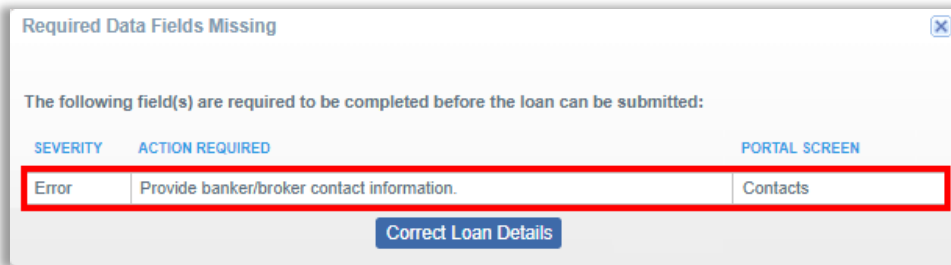 Required Data Fields Missing
The following field(s) are required to be completed before the loan can be submitted:
SEVERITY ACTION REQUIRED PORTAL SCREEN
Error Provide banker/broker contact information. Contacts
Correct Loan Details